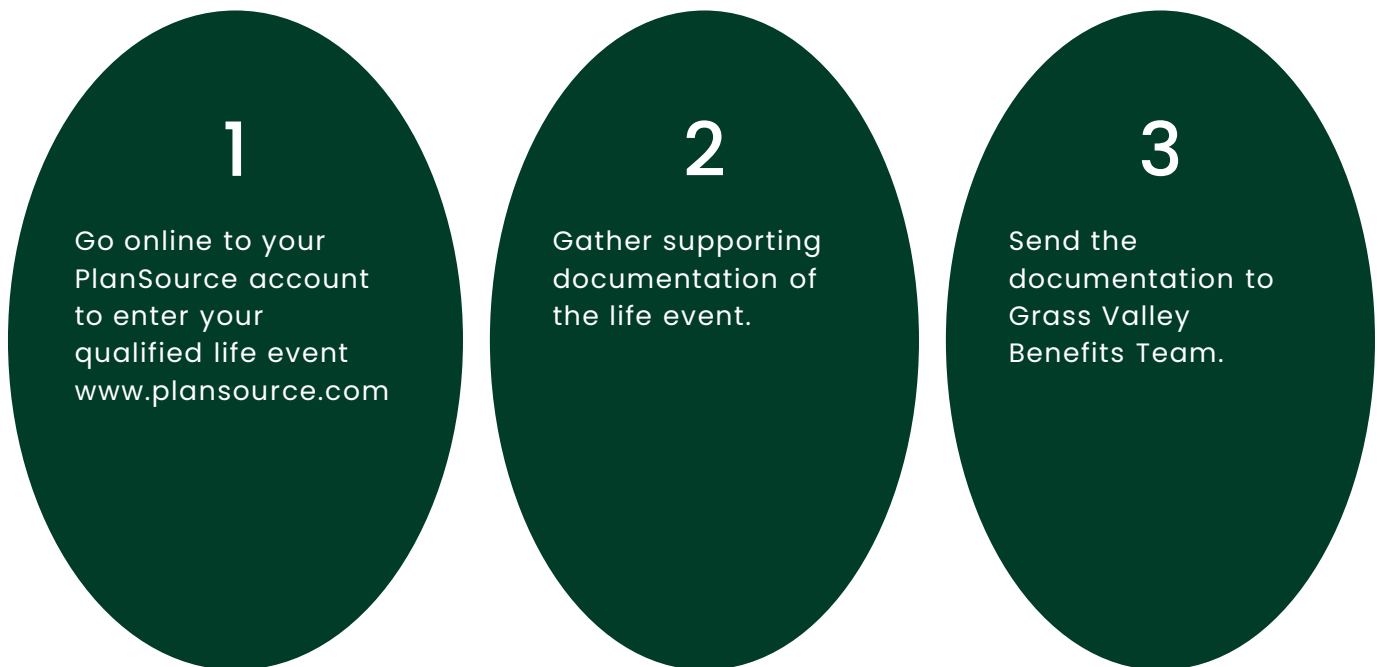 1
Go online to your
PlanSource account
to enter your
qualified life event
www.plansource.com
2
Gather supporting
documentation of
the life event.
3
Send the
documentation to
Grass Valley
Benefits Team.